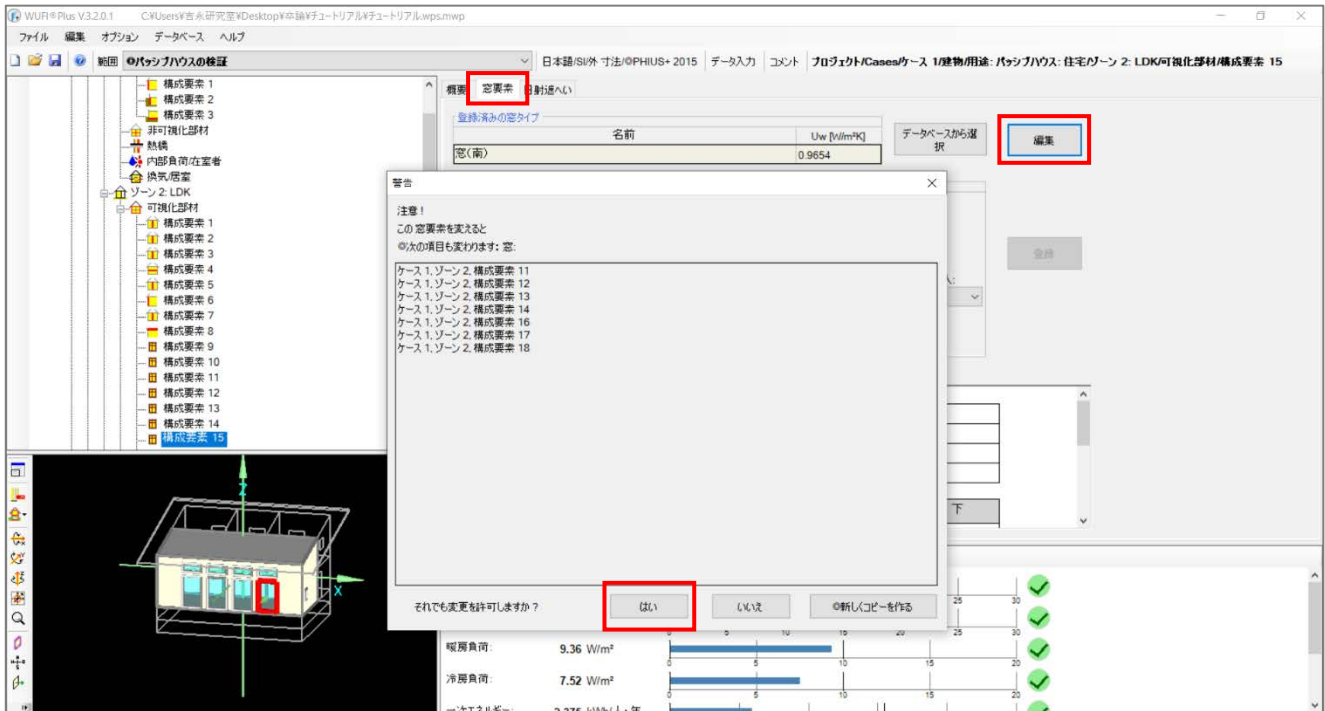 WUFI®Plus V.3.2.0.1 C:¥Users¥吉永研究室¥Desktop¥卒論¥チュートリアル¥チュートリアル.wps.mwp
ファイル 編集 オプション データベース ヘルプ
範囲 ◎パッシブハウスの検証
日本語/SI/外 寸法/◎PHIUS+ 2015 データ入力 コメント プロジェクト/Cases/ケース 1/建物/用途: パッシブハウス: 住宅/ゾーン 2: LDK/可視化部材/構成要素 15
構成要素 1
構成要素 2
構成要素 3
非可視化部材
熱橋
内部負荷/在室者
換気/居室
ゾーン 2: LDK
可視化部材
構成要素 1
構成要素 2
構成要素 3
構成要素 4
構成要素 5
構成要素 6
構成要素 7
構成要素 8
構成要素 9
構成要素 10
構成要素 11
構成要素 12
構成要素 13
構成要素 14
構成要素 15
Z
X
概要 窓要素 日射遮へい
登録済みの窓タイプ
名前 Uw [W/m²K]
窓(南) 0.9654
データベースから選
択
編集
登録
下
警告
注意！
この 窓要素を変えると
◎次の項目も変わります: 窓:
ケース 1, ゾーン 2, 構成要素 11
ケース 1, ゾーン 2, 構成要素 12
ケース 1, ゾーン 2, 構成要素 13
ケース 1, ゾーン 2, 構成要素 14
ケース 1, ゾーン 2, 構成要素 16
ケース 1, ゾーン 2, 構成要素 17
ケース 1, ゾーン 2, 構成要素 18
それでも変更を許可しますか？ はい いいえ ◎新しくコピーを作る
25 30
0 5 10 15 20 25 30
暖房負荷: 9.36 W/m²
0 5 10 15 20
冷房負荷: 7.52 W/m²
0 5 10 15 20